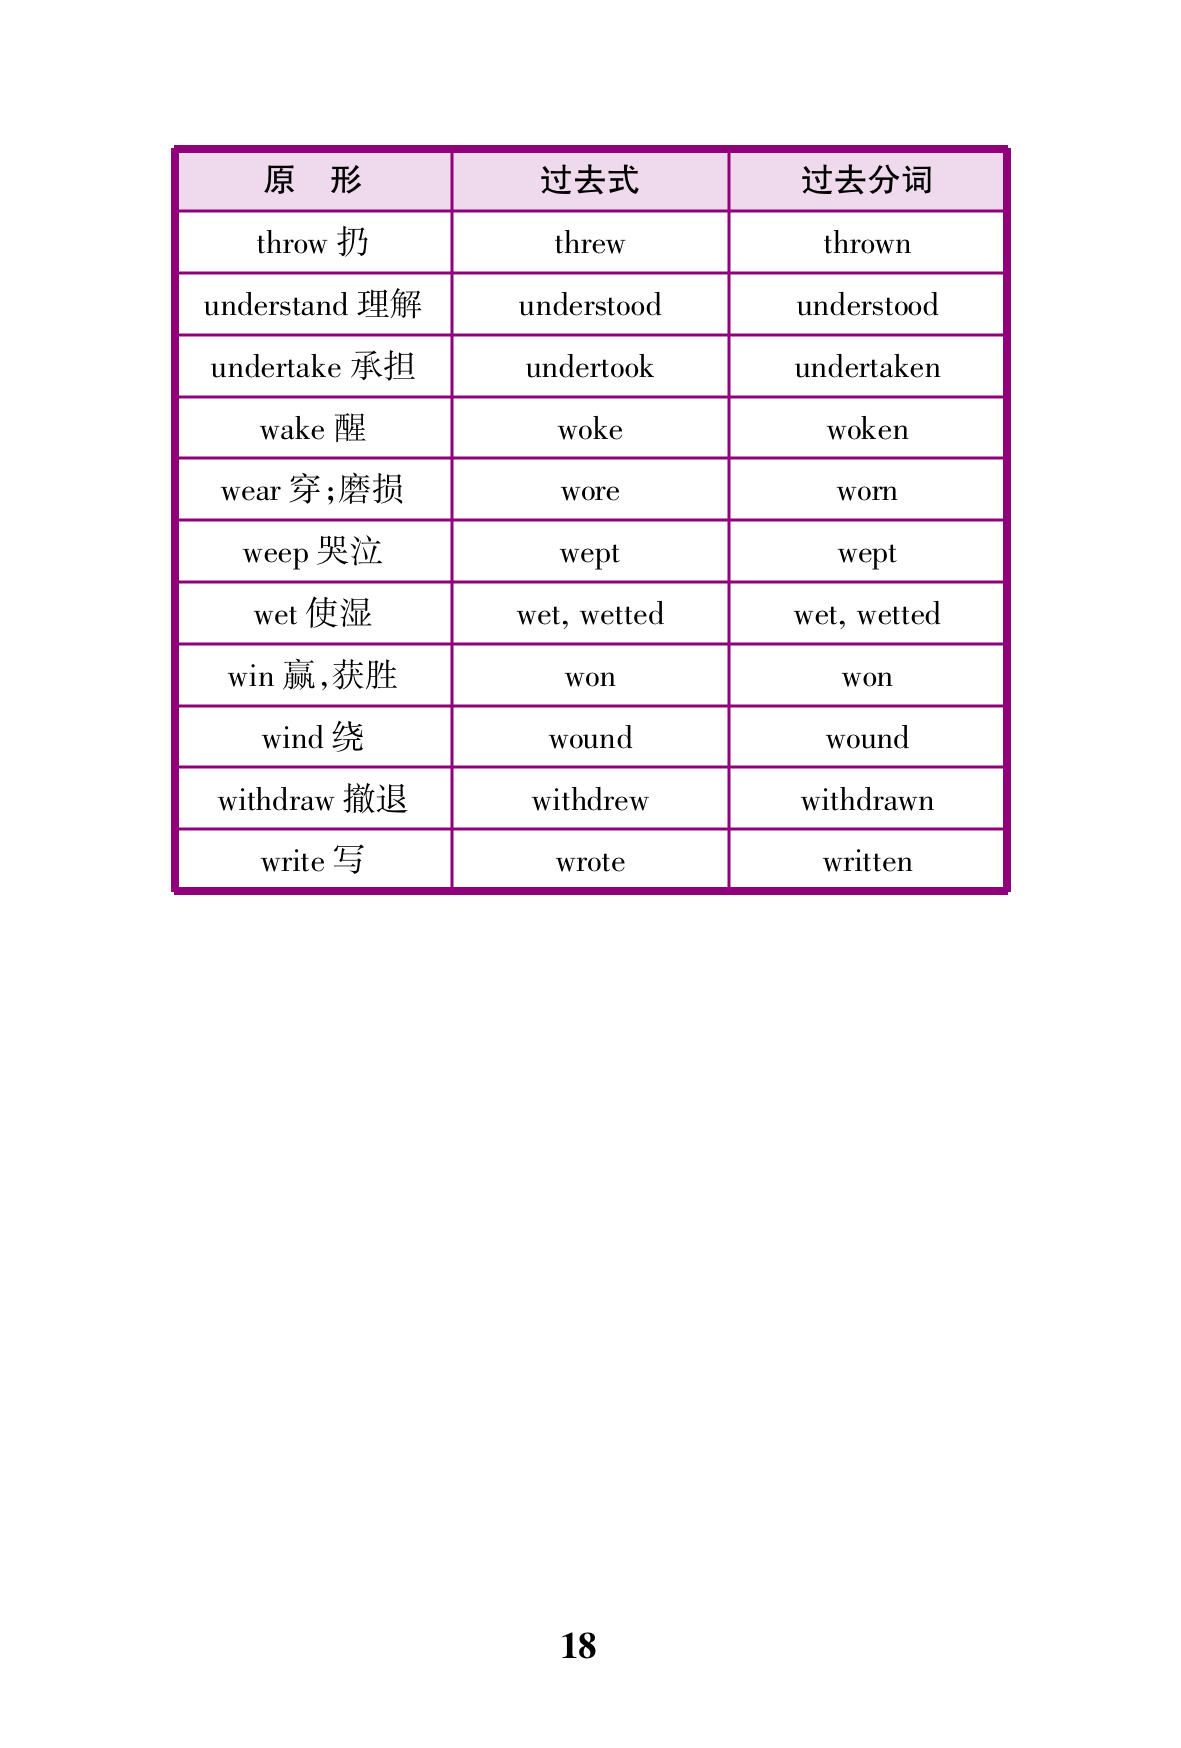 原 形 过去式 过去分词
throw 扔 threw thrown
understand 理解 understood understood
undertake 承担 undertook undertaken
wake 醒 woke woken
wear 穿;磨损 wore worn
weep 哭泣 wept wept
wet 使湿 wet, wetted wet, wetted
win 赢,获胜 won won
wind 绕 wound wound
withdraw 撤退 withdrew withdrawn
write 写 wrote written
18